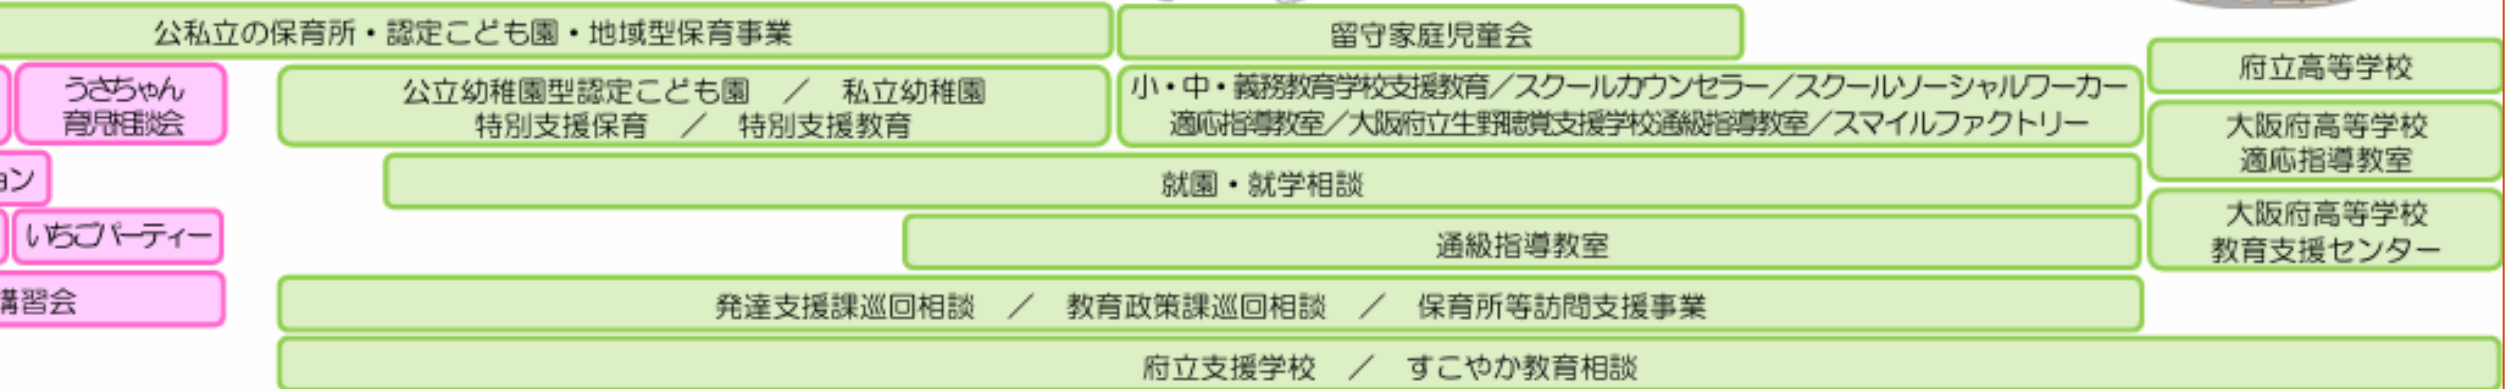 公私立の保育所・認定こども園・地域型保育事業
留守家庭児童会
府立高等学校
うさちゃん
育児相談会
公立幼稚園型認定こども園 ／ 私立幼稚園
特別支援保育 ／ 特別支援教育
小・中・義務教育学校支援教育／スクールカウンセラー／スクールソーシャルワーカー
適応指導教室／大阪府立生野聴覚支援学校通級指導教室／スマイルファクトリー
大阪府高等学校
適応指導教室
ョン
就園・就学相談
大阪府高等学校
教育支援センター
いちごパーティー
通級指導教室
講習会
発達支援課巡回相談 ／ 教育政策課巡回相談 ／ 保育所等訪問支援事業
府立支援学校 ／ すこやか教育相談